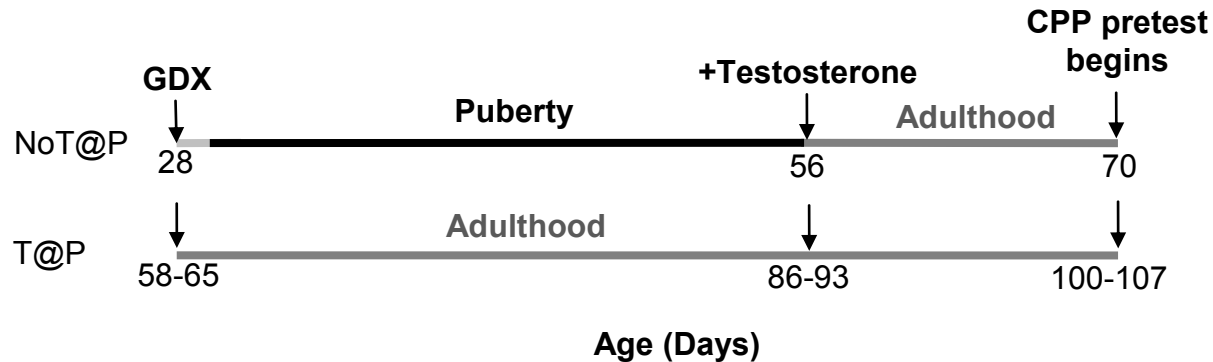 CPP pretest
begins
GDX
+Testosterone
Puberty
Adulthood
NoT@P
28
56
70
Adulthood
T@P
58-65
86-93
100-107
Age (Days)